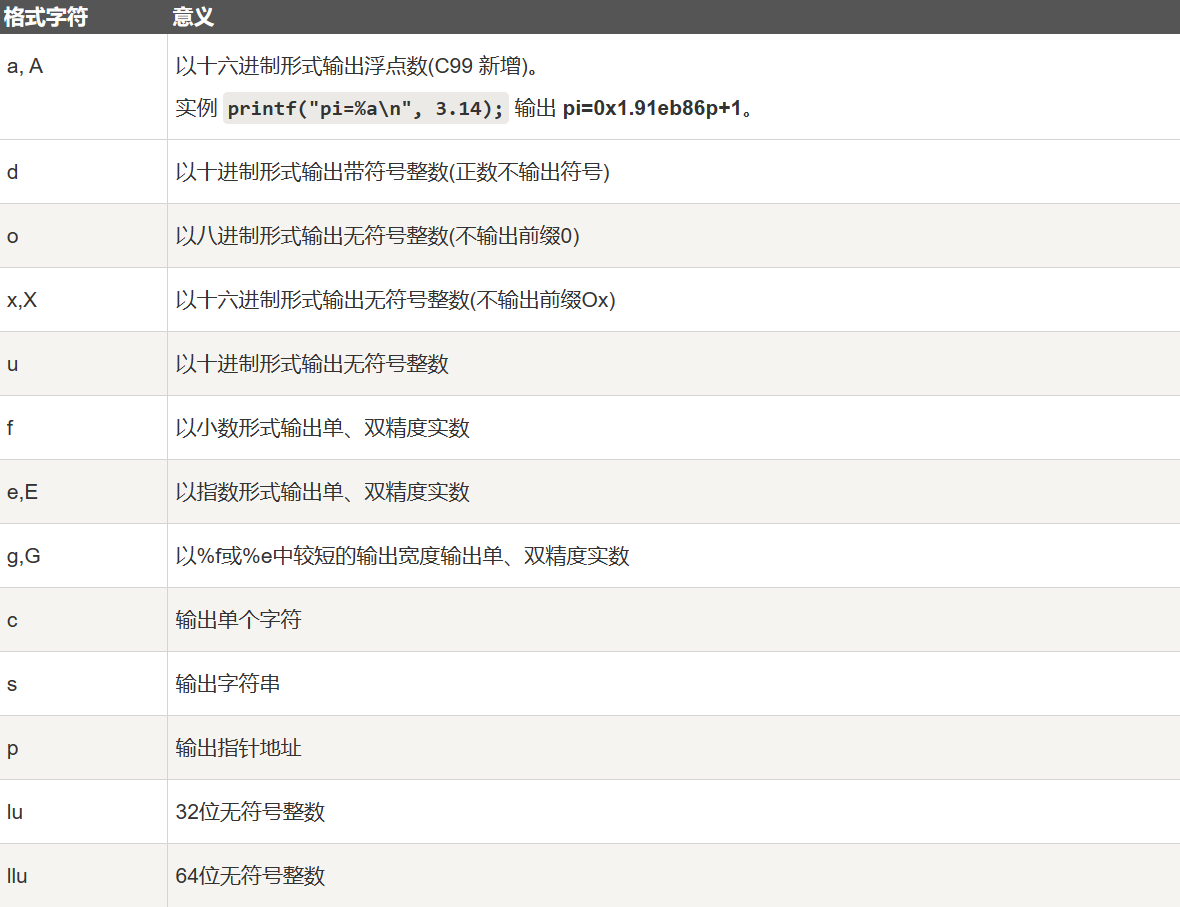 格式字符 意义
a, A 以十六进制形式输出浮点数(C99 新增)。
实例 printf("pi=%a\n", 3.14); 输出 pi=0x1.91eb86p+1。
d 以十进制形式输出带符号整数(正数不输出符号)
o 以八进制形式输出无符号整数(不输出前缀0)
x,X 以十六进制形式输出无符号整数(不输出前缀Ox)
u 以十进制形式输出无符号整数
f 以小数形式输出单、双精度实数
e,E 以指数形式输出单、双精度实数
g,G 以%f或%e中较短的输出宽度输出单、双精度实数
c 输出单个字符
s 输出字符串
p 输出指针地址
lu 32位无符号整数
llu 64位无符号整数